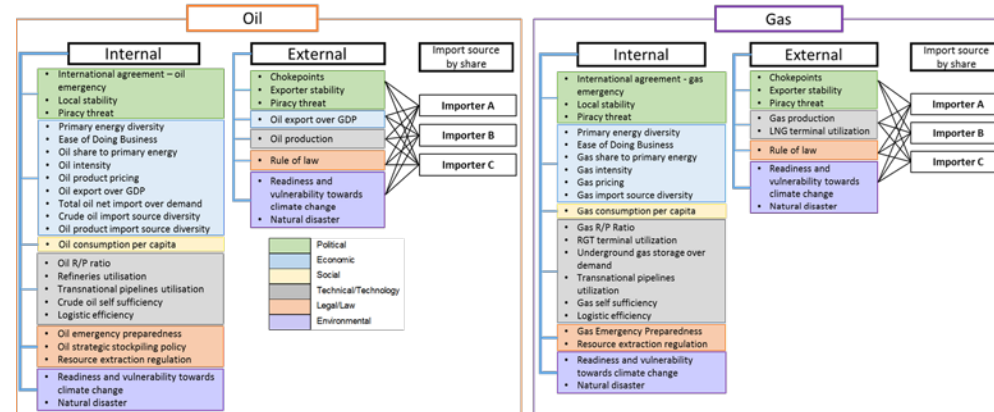 Oil
Internal
• International agreement – oil
emergency
• Local stability
• Piracy threat
• Primary energy diversity
• Ease of Doing Business
• Oil share to primary energy
• Oil intensity
• Oil product pricing
• Oil export over GDP
• Total oil net import over demand
• Crude oil import source diversity
• Oil product import source diversity
• Oil consumption per capita
• Oil R/P ratio
• Refineries utilisation
• Transnational pipelines utilisation
• Crude oil self sufficiency
• Logistic efficiency
• Oil emergency preparedness
• Oil strategic stockpiling policy
• Resource extraction regulation
• Readiness and vulnerability towards
climate change
• Natural disaster
External
• Chokepoints
• Exporter stability
• Piracy threat
• Oil export over GDP
• Oil production
• Rule of law
• Readiness and
vulnerability towards
climate change
• Natural disaster
Import source
by share
Importer A
Importer B
Importer C
Political
Economic
Social
Technical/Technology
Legal/Law
Environmental
Gas
Internal
• International agreement - gas
emergency
• Local stability
• Piracy threat
• Primary energy diversity
• Ease of Doing Business
• Gas share to primary energy
• Gas intensity
• Gas pricing
• Gas import source diversity
• Gas consumption per capita
• Gas R/P Ratio
• RGT terminal utilization
• Underground gas storage over
demand
• Transnational pipelines
utilization
• Gas self sufficiency
• Logistic efficiency
• Gas Emergency Preparedness
• Resource extraction regulation
• Readiness and vulnerability
towards climate change
• Natural disaster
External
• Chokepoints
• Exporter stability
• Piracy threat
• Gas production
• LNG terminal utilization
• Rule of law
• Readiness and
vulnerability towards
climate change
• Natural disaster
Import source
by share
Importer A
Importer B
Importer C